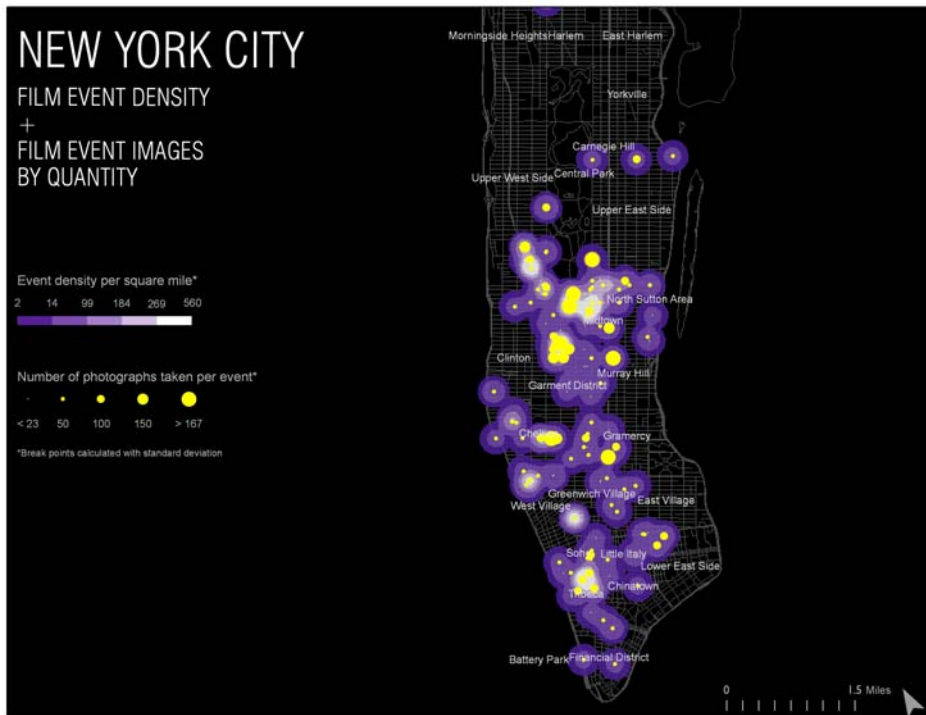 NEW YORK CITY
FILM EVENT DENSITY
+
FILM EVENT IMAGES
BY QUANTITY
Event density per square mile*
2 14 99 184 269 560
Number of photographs taken per event*
< 23 50 100 150 > 167
*Break points calculated with standard deviation
Morningside Heights Harlem East Harlem
Yorkville
Carnegie Hill
Central Park
Upper West Side
Upper East Side
North Sutton Area
Midtown
Clinton
Murray Hill
Garment District
Chelsea
Gramercy
Greenwich Village
East Village
West Village
Soho
Little Italy
Lower East Side
Chinatown
Tribeca
Battery Park
Financial District
0 1.5 Miles